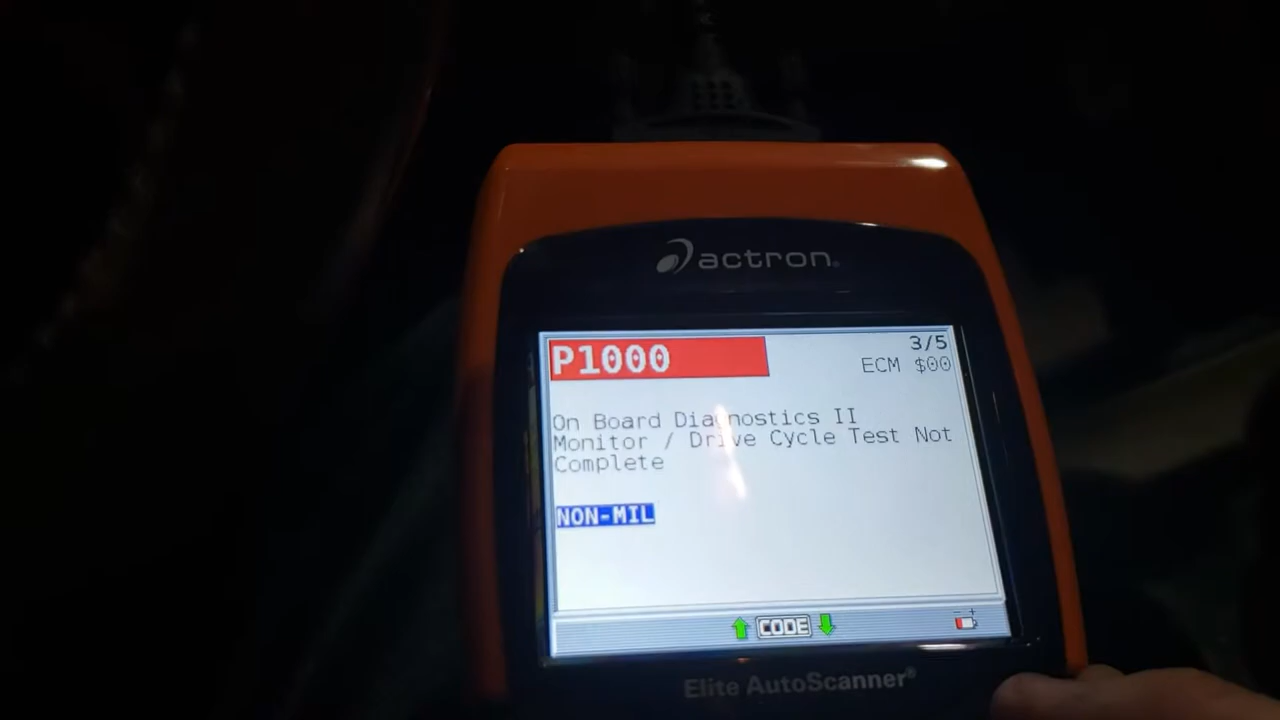 actron
P1000
3/5
ECM $00
On Board Diagnostics II
Monitor / Drive Cycle Test Not
Complete
NON-MIL
CODE
Elite AutoScanner®